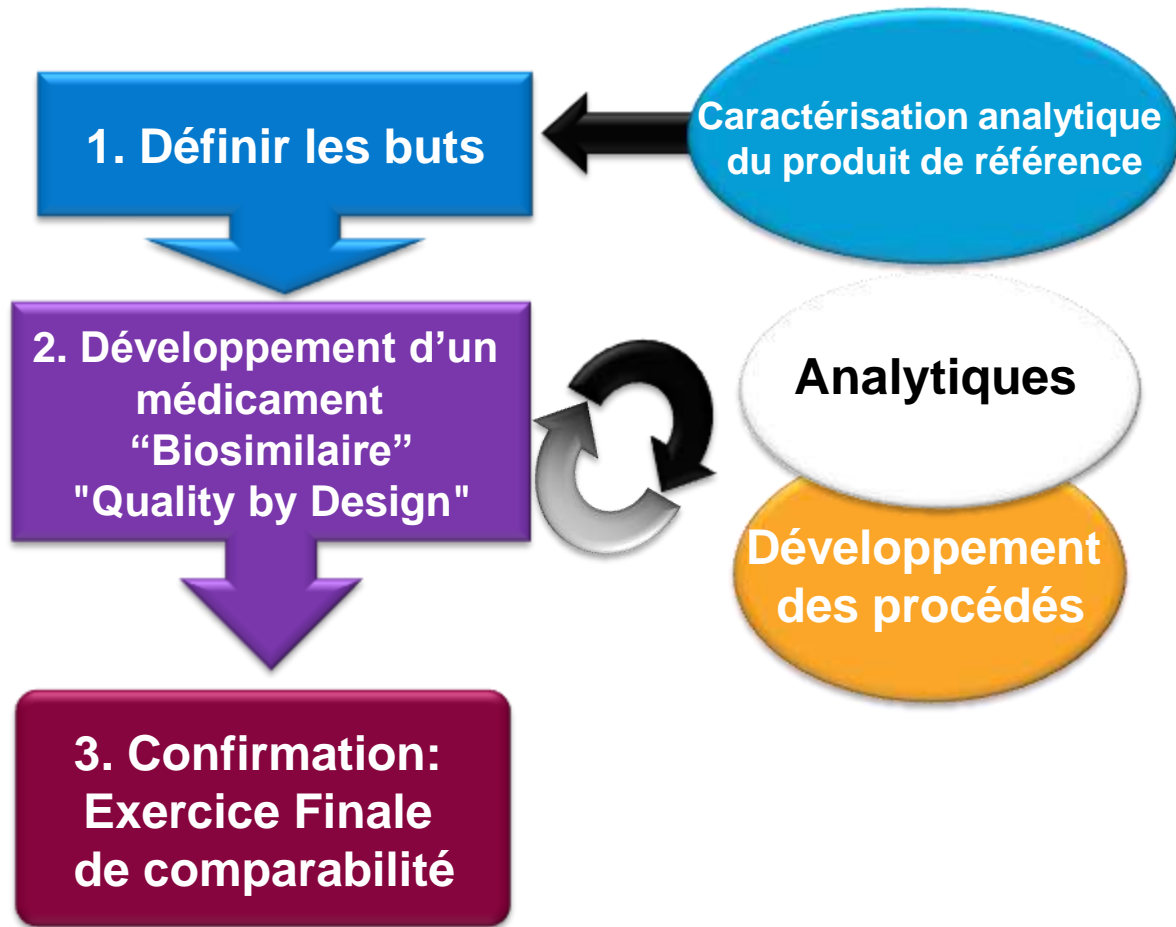 1. Définir les buts
Caractérisation analytique
du produit de référence
2. Développement d’un
médicament
“Biosimilaire”
"Quality by Design"
Analytiques
Développement
des procédés
3. Confirmation:
Exercice Finale
de comparabilité